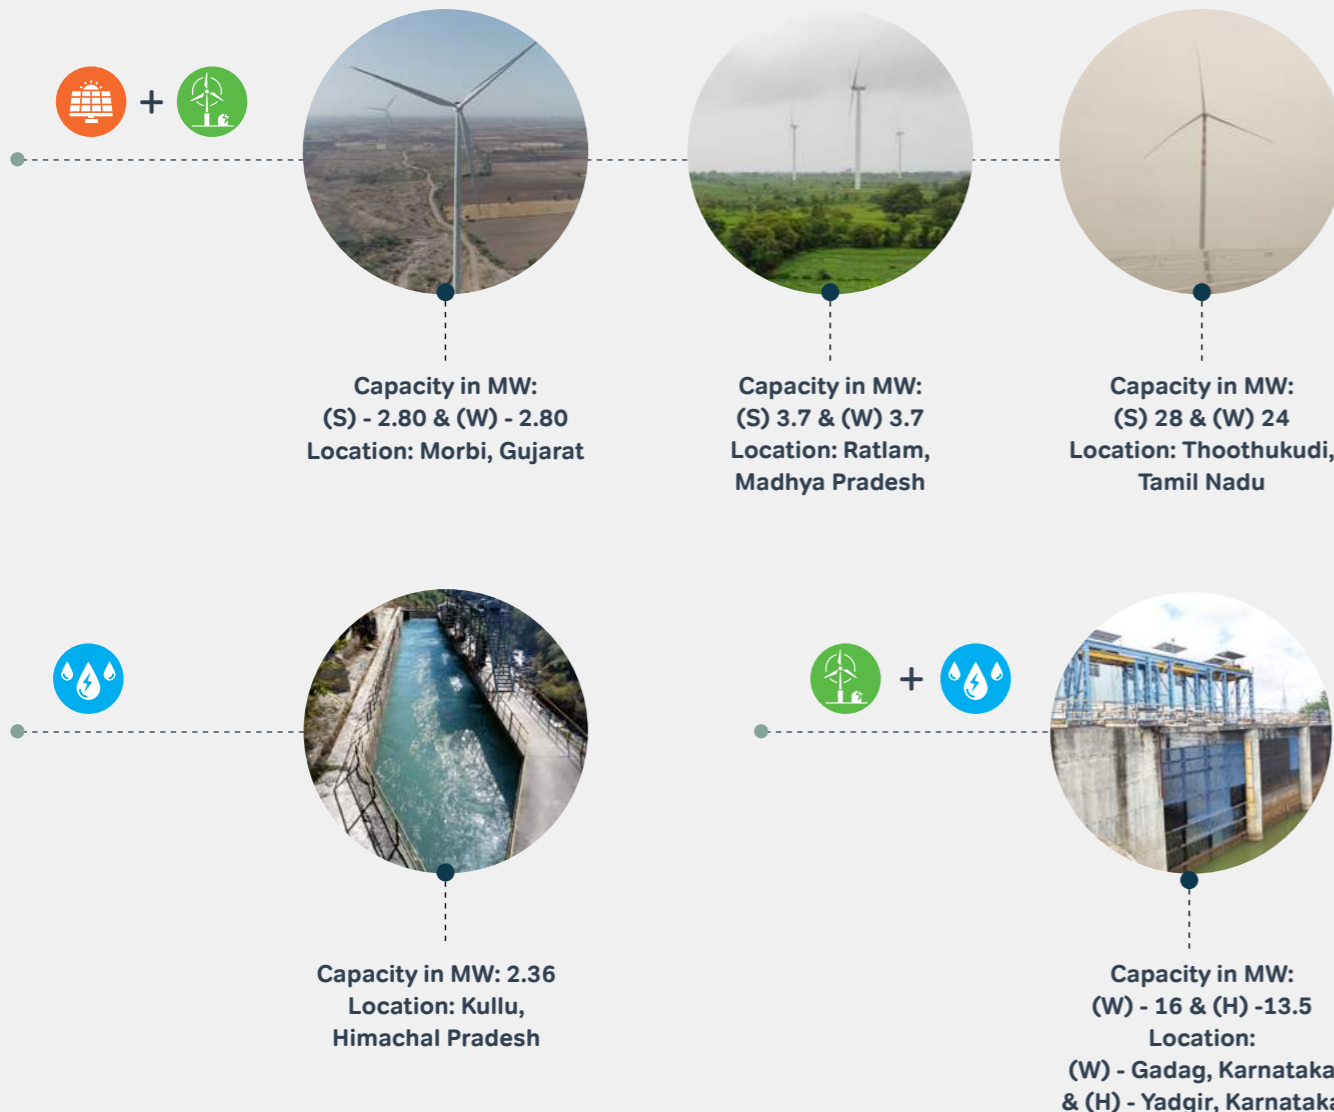 Capacity in MW:
(S) - 2.80 & (W) - 2.80
Location: Morbi, Gujarat
Capacity in MW:
(S) 3.7 & (W) 3.7
Location: Ratlam,
Madhya Pradesh
Capacity in MW:
(S) 28 & (W) 24
Location: Thoothukudi,
Tamil Nadu
Capacity in MW: 2.36
Location: Kullu,
Himachal Pradesh
Capacity in MW:
(W) - 16 & (H) -13.5
Location:
(W) - Gadag, Karnataka
& (H) - Yadgir, Karnataka